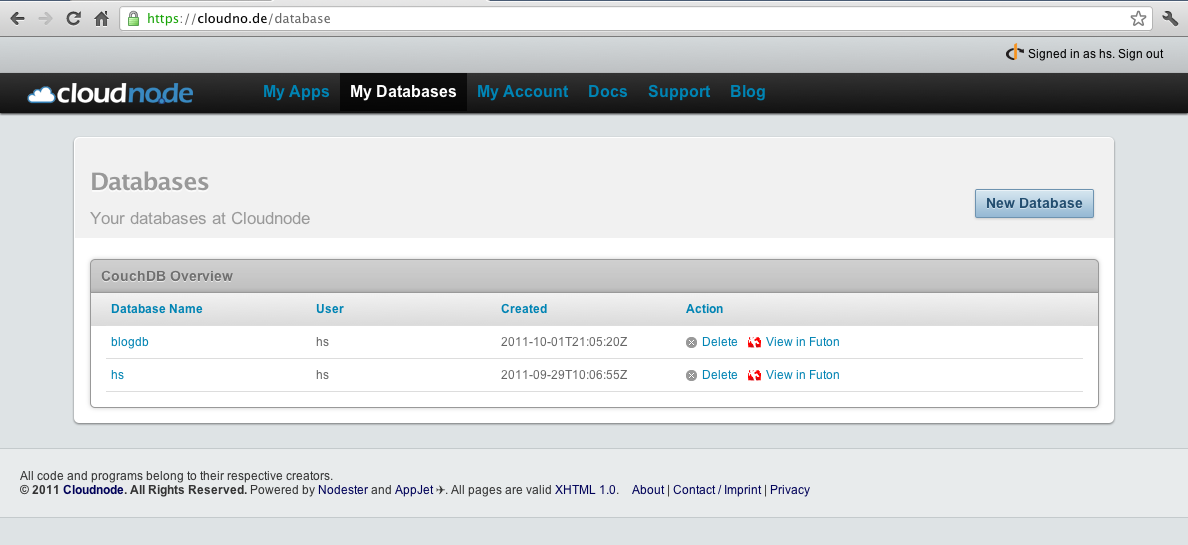 https://cloudno.de/database
Signed in as hs. Sign out
cloudno.de My Apps My Databases My Account Docs Support Blog
Databases
Your databases at Cloudnode
New Database
CouchDB Overview
Database Name User Created Action
blogdb hs 2011-10-01T21:05:20Z Delete View in Futon
hs hs 2011-09-29T10:06:55Z Delete View in Futon
All code and programs belong to their respective creators.
© 2011 Cloudnode. All Rights Reserved. Powered by Nodester and AppJet ✈. All pages are valid XHTML 1.0. About | Contact / Imprint | Privacy